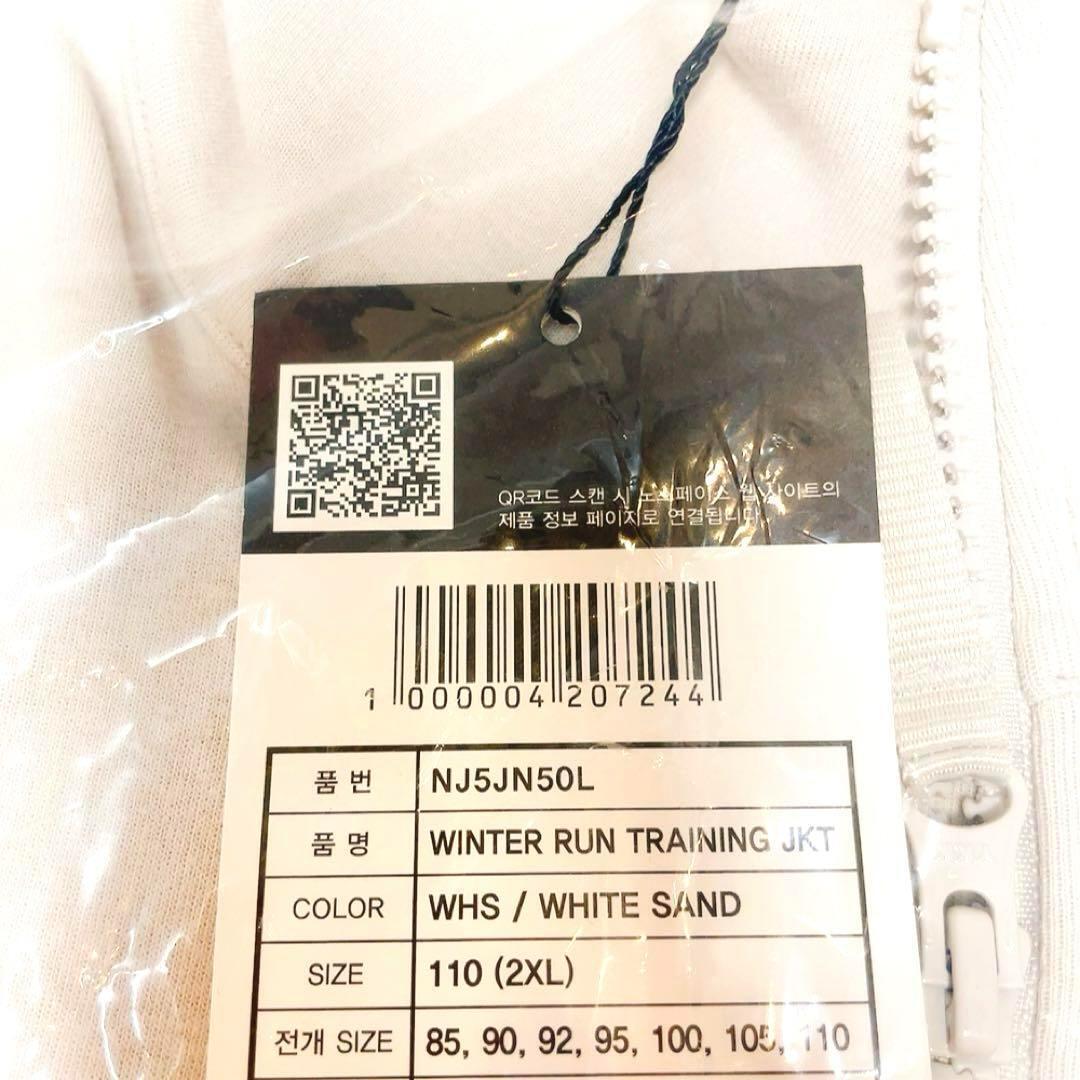 QR코드 스캔 시 노스페이스 웹 사이트의
제품 정보 페이지로 연결됩니다.
1 000004 207244
품 번 NJ5JN50L
품 명 WINTER RUN TRAINING JKT
COLOR WHS / WHITE SAND
SIZE 110 (2XL)
전개 SIZE 85, 90, 92, 95, 100, 105, 110